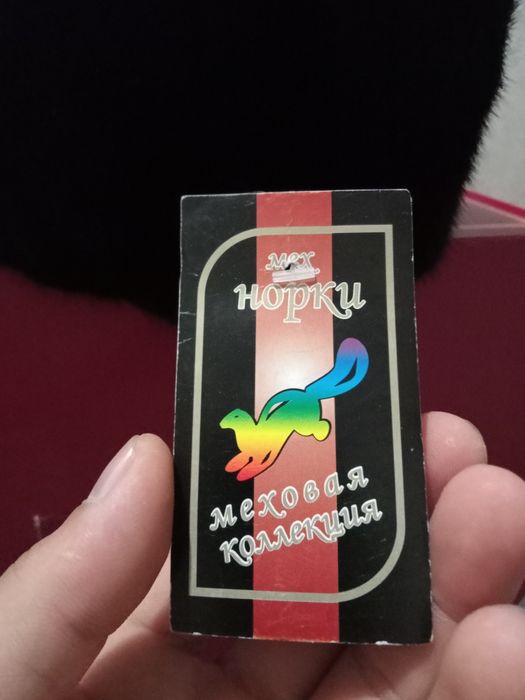 мех
норки
меховая
коллекция